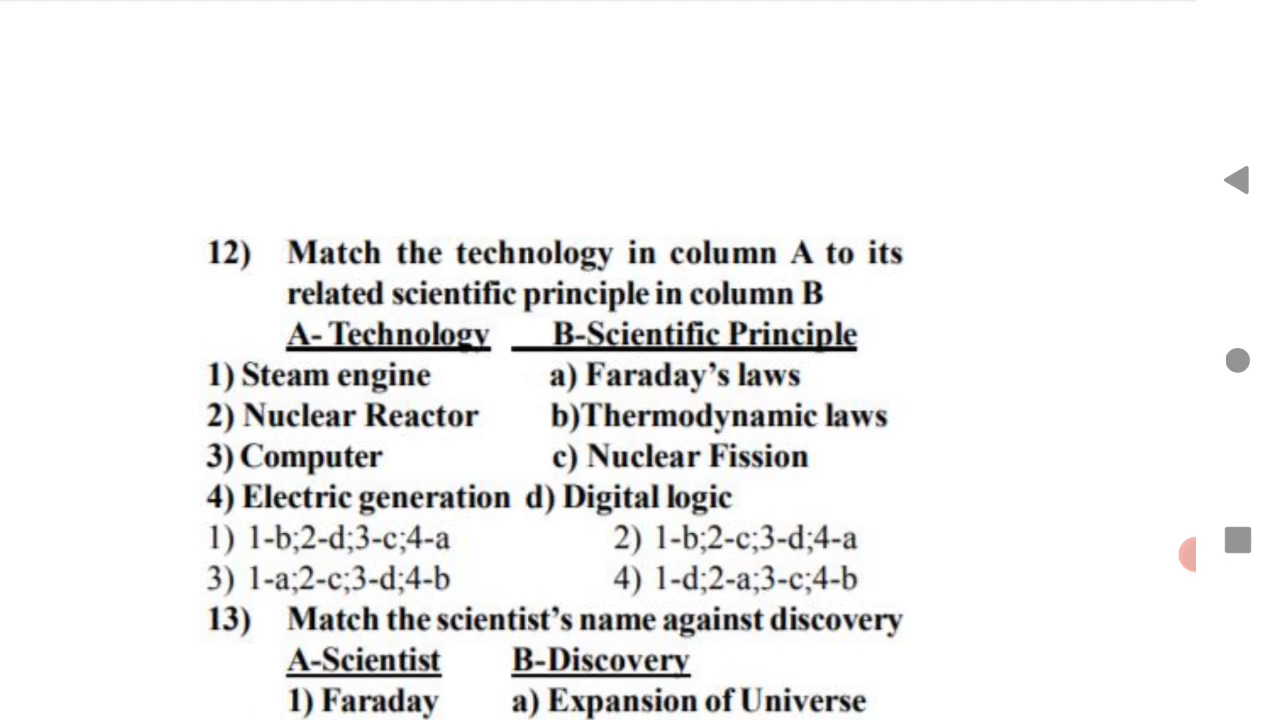 12) Match the technology in column A to its
related scientific principle in column B
A- Technology B-Scientific Principle
1) Steam engine a) Faraday’s laws
2) Nuclear Reactor b)Thermodynamic laws
3) Computer c) Nuclear Fission
4) Electric generation d) Digital logic
1) 1-b;2-d;3-c;4-a 2) 1-b;2-c;3-d;4-a
3) 1-a;2-c;3-d;4-b 4) 1-d;2-a;3-c;4-b
13) Match the scientist’s name against discovery
A-Scientist B-Discovery
1) Faraday a) Expansion of Universe